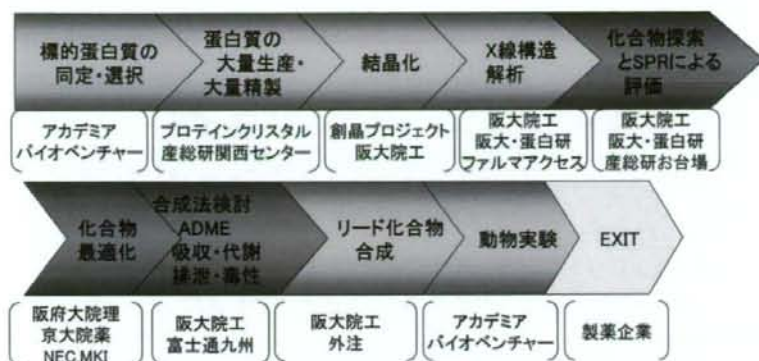 標的蛋白質の
同定・選択
蛋白質の
大量生産・
大量精製
結晶化
X線構造
解析
化合物探索
とSPRによる
評価
アカデミア
バイオベンチャー
プロテインクリスタル
産総研関西センター
創晶プロジェクト
阪大院工
阪大院工
阪大・蛋白研
ファルマアクセス
阪大院工
阪大・蛋白研
産総研お台場
化合物
最適化
合成法検討
ADME
吸収・代謝
排泄・毒性
リード化合物
合成
動物実験
EXIT
阪府大院理
京大院薬
NEC,MKI
阪大院工
富士通九州
阪大院工
外注
アカデミア
バイオベンチャー
製薬企業